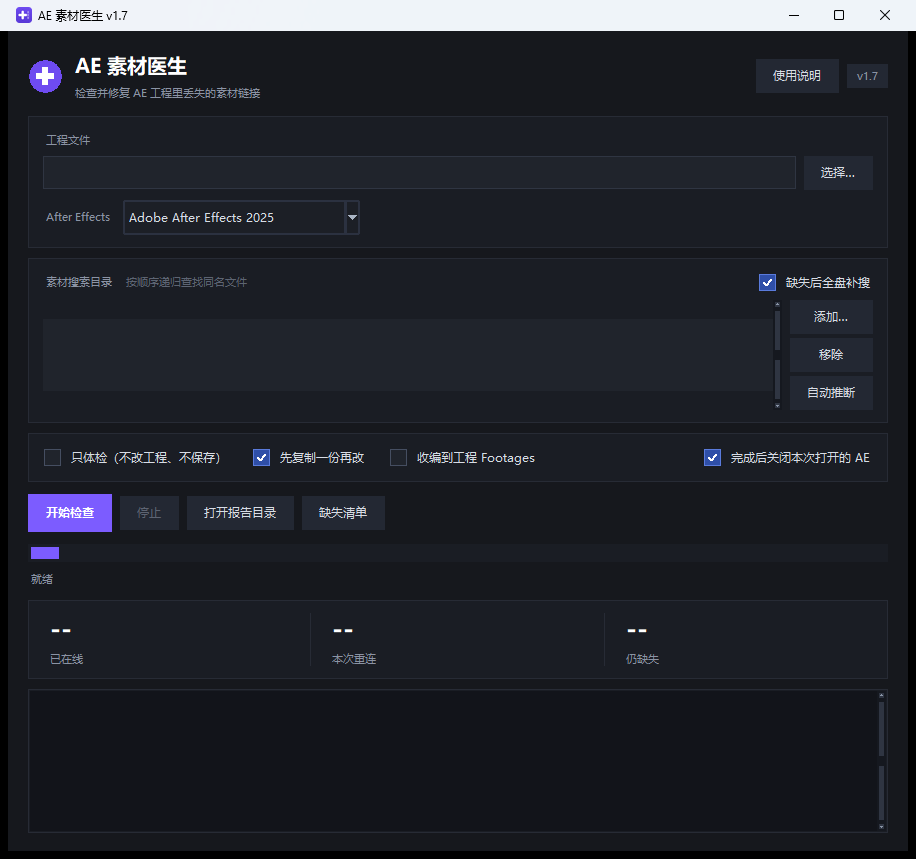 AE 素材医生 v1.7
AE 素材医生
检查并修复 AE 工程里丢失的素材链接
使用说明
v1.7
工程文件
选择...
After Effects
Adobe After Effects 2025
素材搜索目录 按顺序递归查找同名文件
缺失后全盘补搜
添加...
移除
自动推断
只体检（不改工程、不保存）
先复制一份再改
收编到工程 Footages
完成后关闭本次打开的 AE
开始检查
停止
打开报告目录
缺失清单
就绪
-- -- --
已在线 本次重连 仍缺失